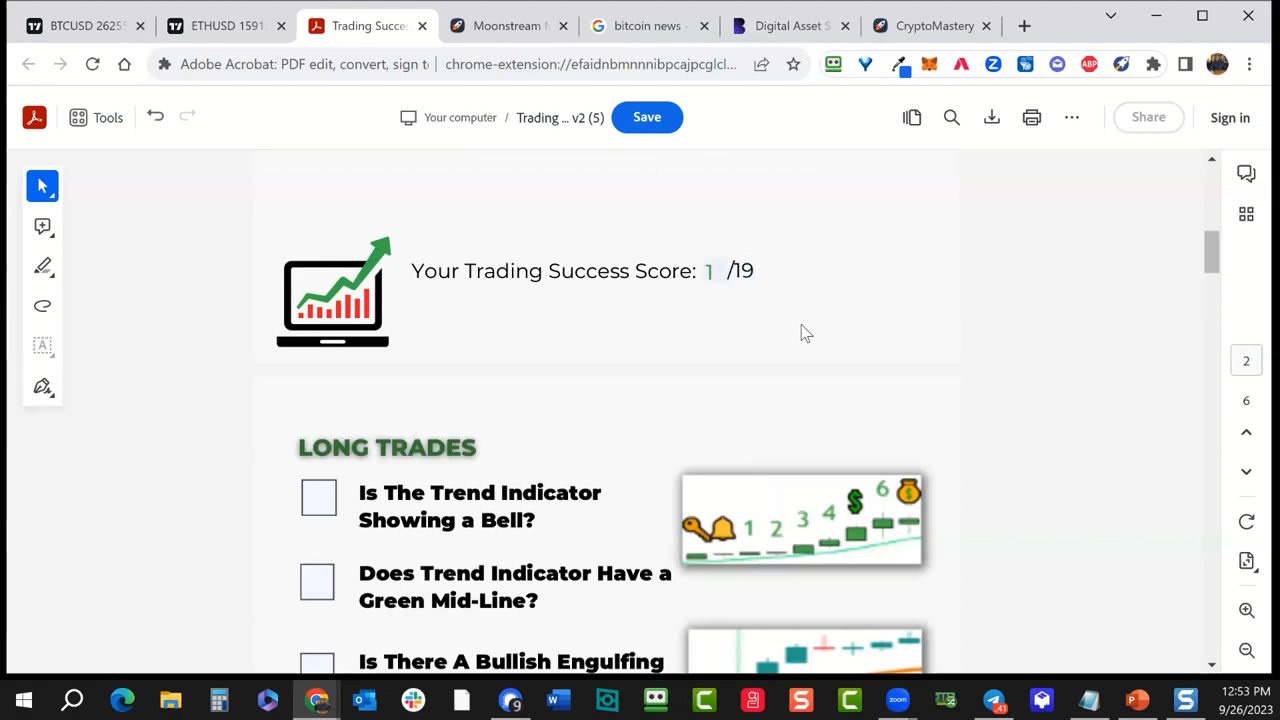 BTCUSD 26255
ETHUSD 1591.
Trading Succes
Moonstream M
bitcoin news -
Digital Asset S
CryptoMastery
Adobe Acrobat: PDF edit, convert, sign to
chrome-extension://efaidnbmnnnibpcajpcglcl...
Tools
Your computer / Trading ... v2 (5)
Save
Share
Sign in
Your Trading Success Score: 1 /19
2
6
LONG TRADES
Is The Trend Indicator
Showing a Bell?
1 2 3 4 $ 6 $
Does Trend Indicator Have a
Green Mid-Line?
Is There A Bullish Engulfing
12:53 PM
9/26/2023